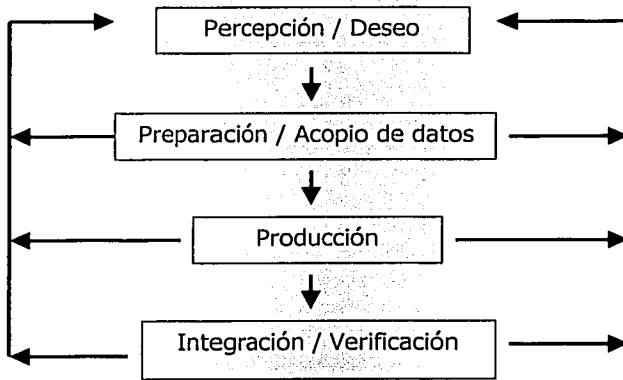 Percepción / Deseo
Preparación / Acopio de datos
Producción
Integración / Verificación